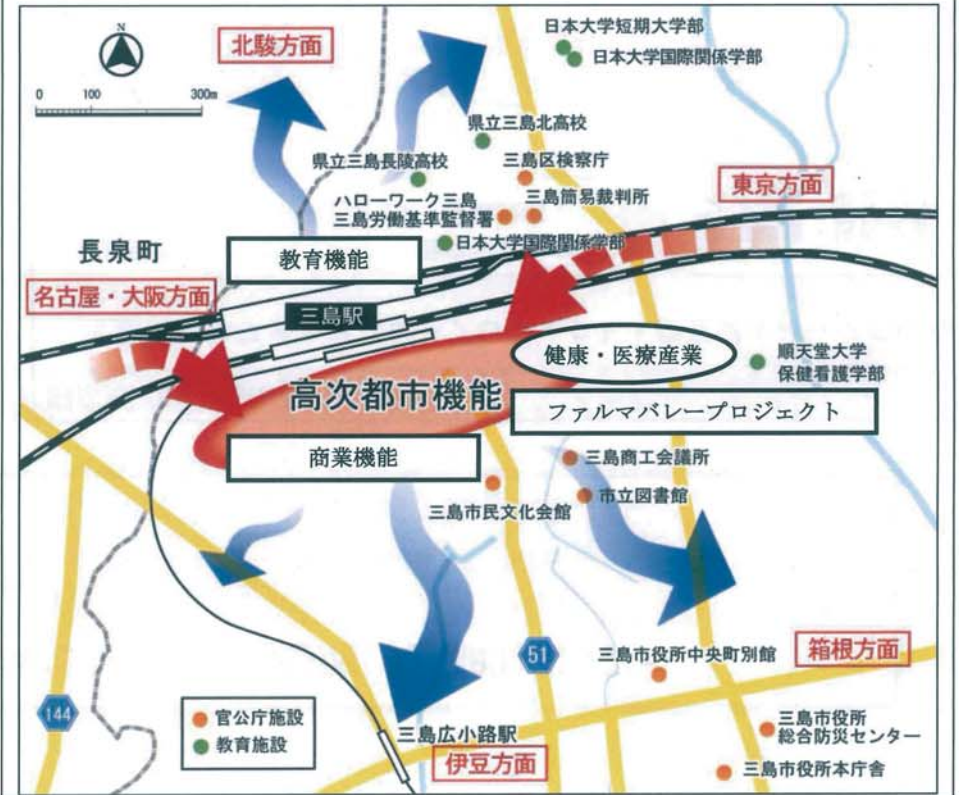 N
0 100 300m
北駿方面
日本大学短期大学部
日本大学国際関係学部
県立三島北高校
県立三島長陵高校
三島区検察庁
東京方面
ハローワーク三島
三島労働基準監督署
三島簡易裁判所
日本大学国際関係学部
長泉町
教育機能
名古屋・大阪方面
三島駅
健康・医療産業
順天堂大学
保健看護学部
高次都市機能
ファルマバレープロジェクト
商業機能
三島商工会議所
市立図書館
三島市民文化会館
51
三島市役所中央町別館
箱根方面
144
官公庁施設
教育施設
三島広小路駅
伊豆方面
三島市役所
総合防災センター
三島市役所本庁舎